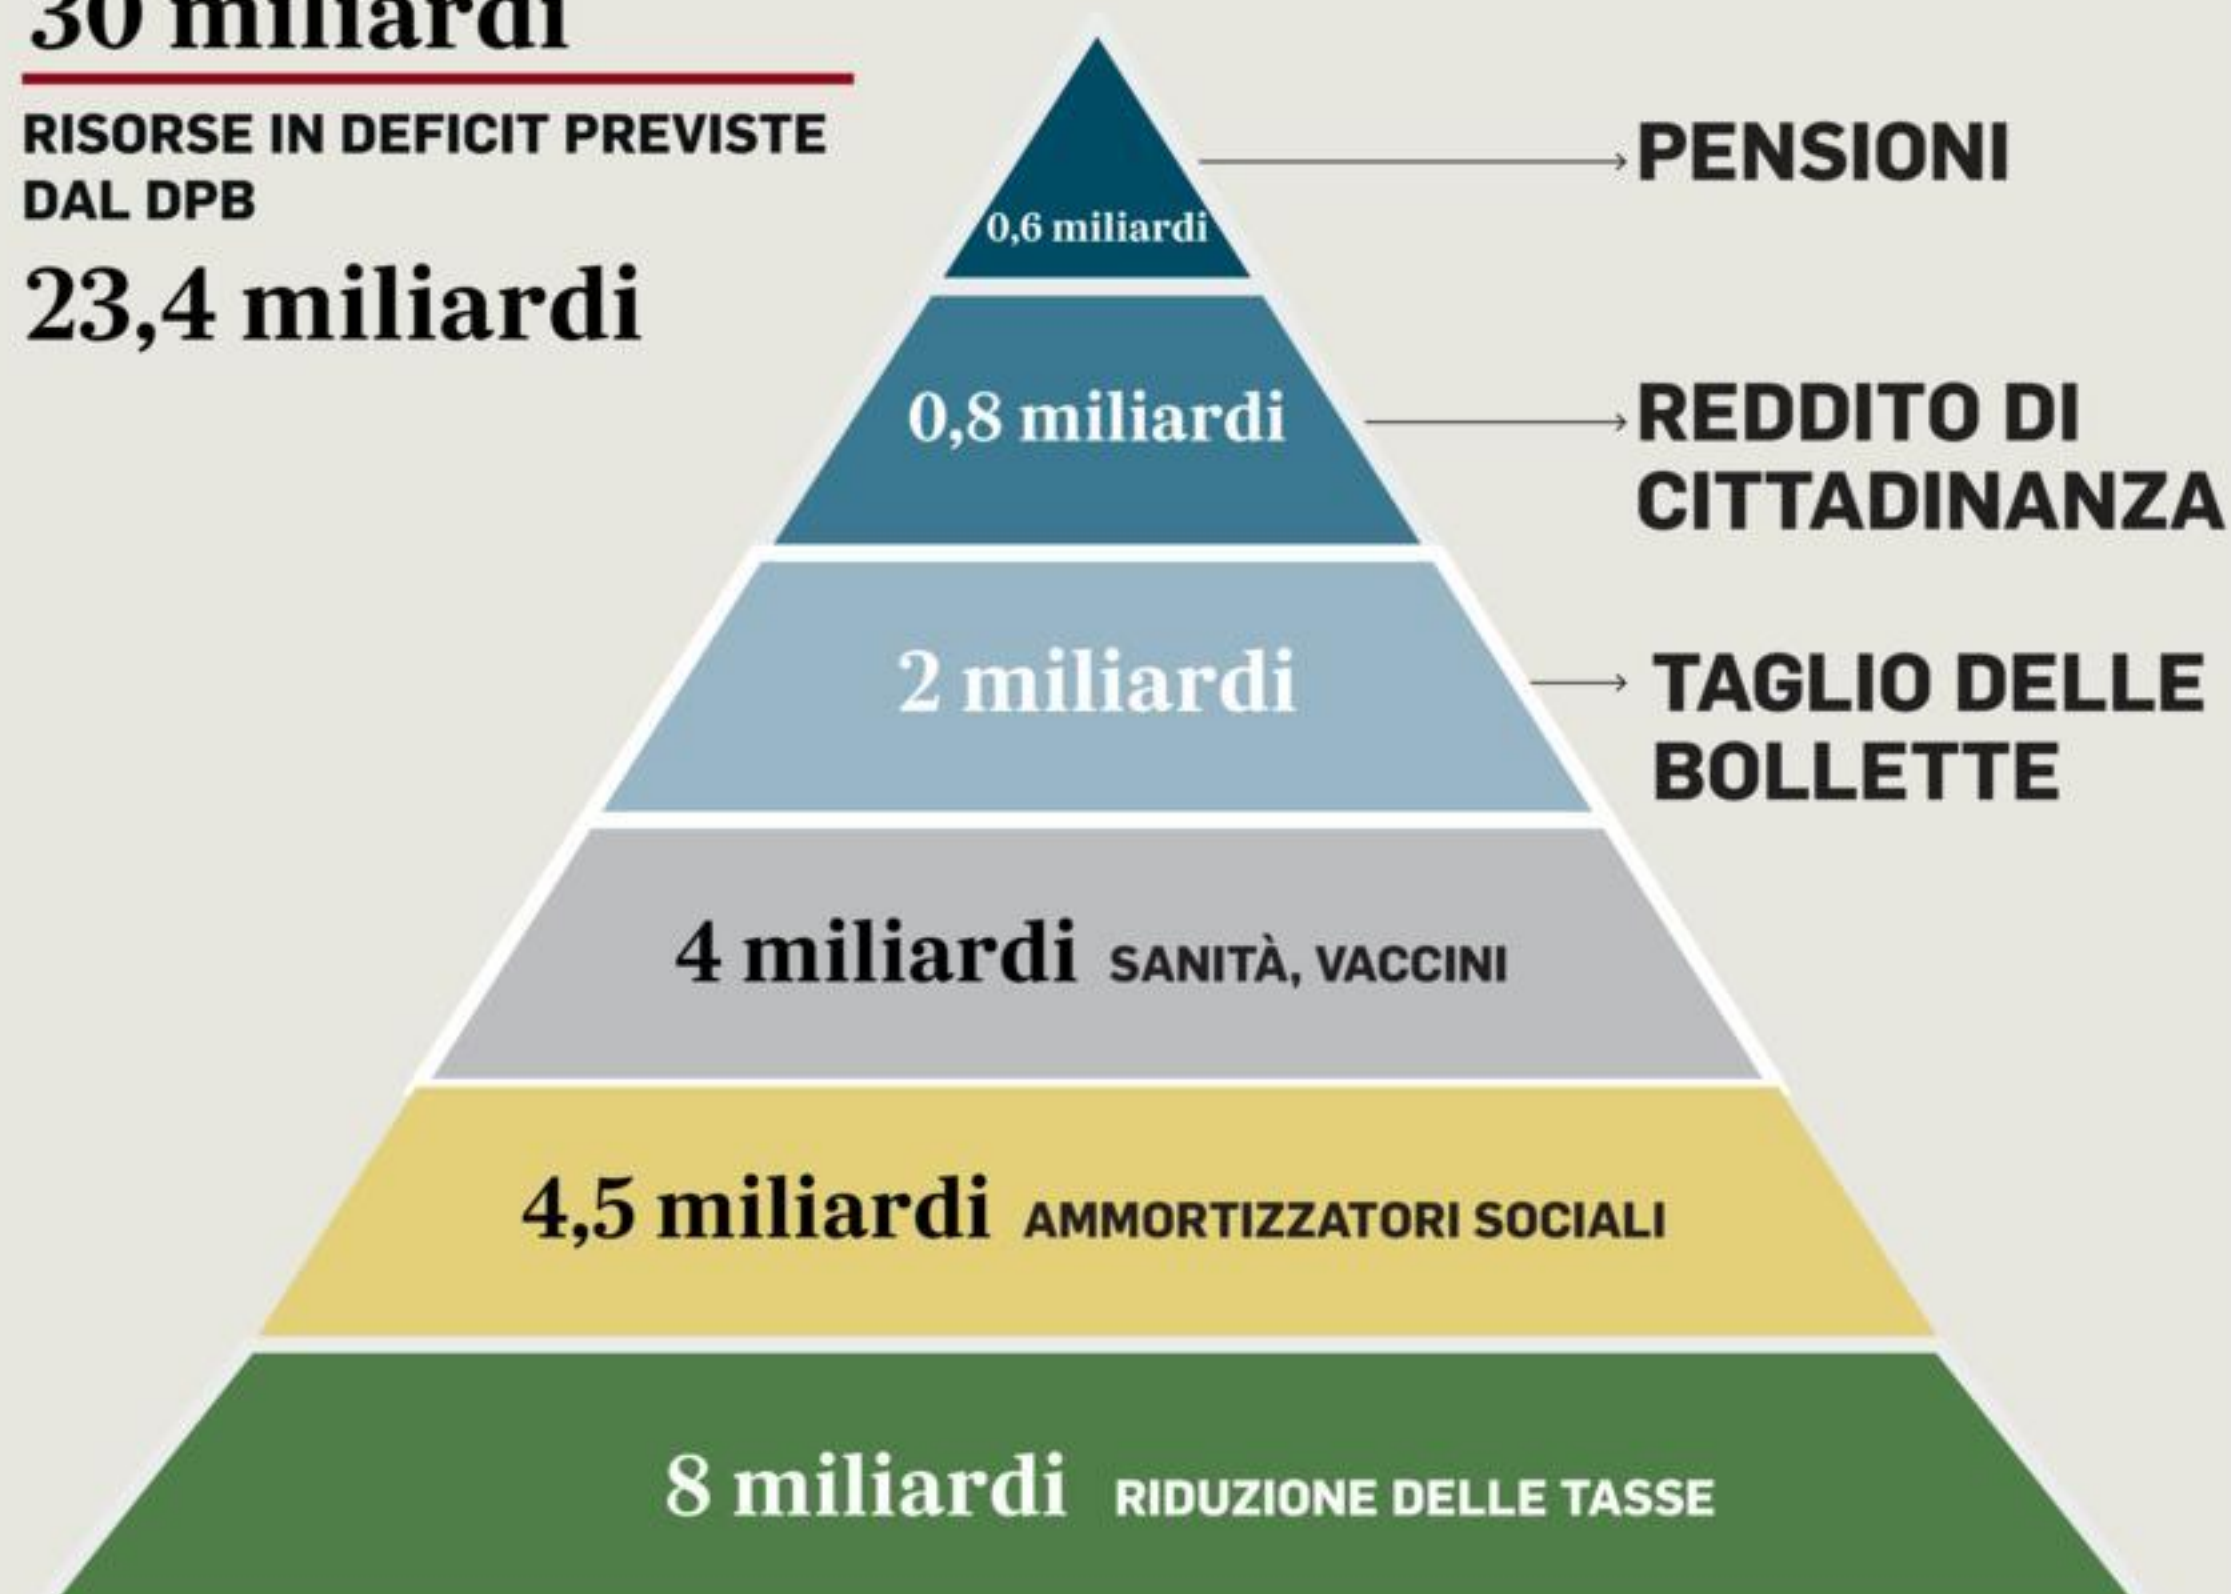 30 miliardi
RISORSE IN DEFICIT PREVISTE
DAL DPB
23,4 miliardi
PENSIONI
0,6 miliardi
0,8 miliardi
REDDITO DI
CITTADINANZA
2 miliardi
TAGLIO DELLE
BOLLETTE
4 miliardi SANITÀ, VACCINI
4,5 miliardi AMMORTIZZATORI SOCIALI
8 miliardi RIDUZIONE DELLE TASSE